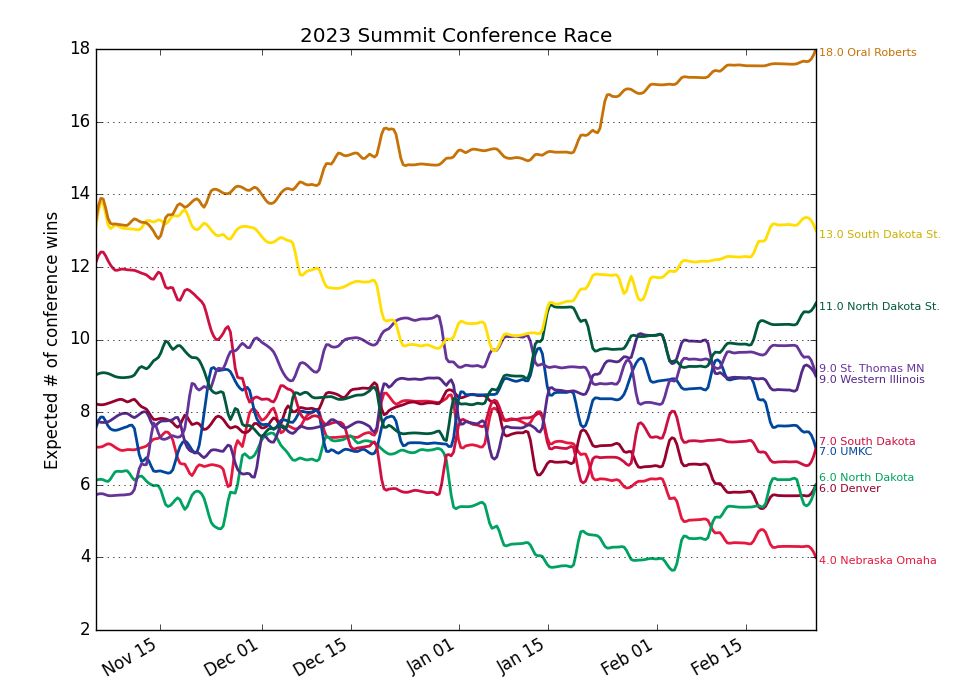 2023 Summit Conference Race
Expected # of conference wins
18
16
14
12
10
8
6
4
2
Nov 15
Dec 01
Dec 15
Jan 01
Jan 15
Feb 01
Feb 15
18.0 Oral Roberts
13.0 South Dakota St.
11.0 North Dakota St.
9.0 St. Thomas MN
9.0 Western Illinois
7.0 South Dakota
7.0 UMKC
6.0 North Dakota
6.0 Denver
4.0 Nebraska Omaha